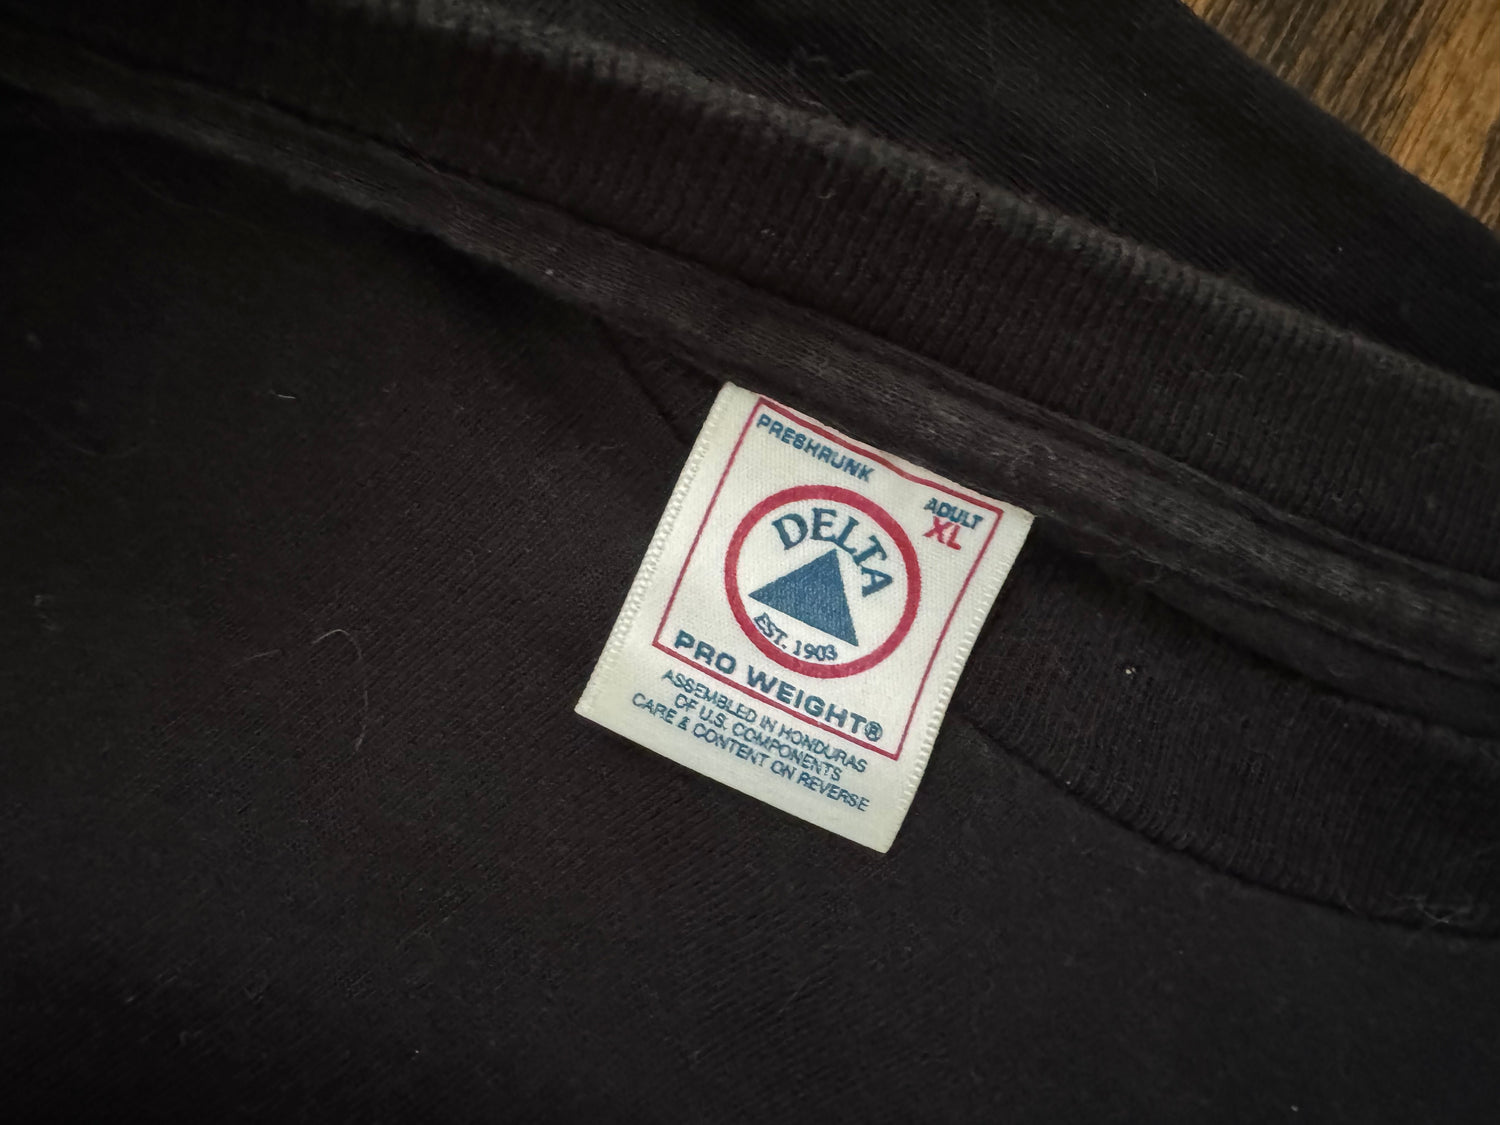 PRESHRUNK
ADULT
XL
DELTA
EST. 1903
PRO WEIGHT®
ASSEMBLED IN HONDURAS
OF U.S. COMPONENTS
CARE & CONTENT ON REVERSE